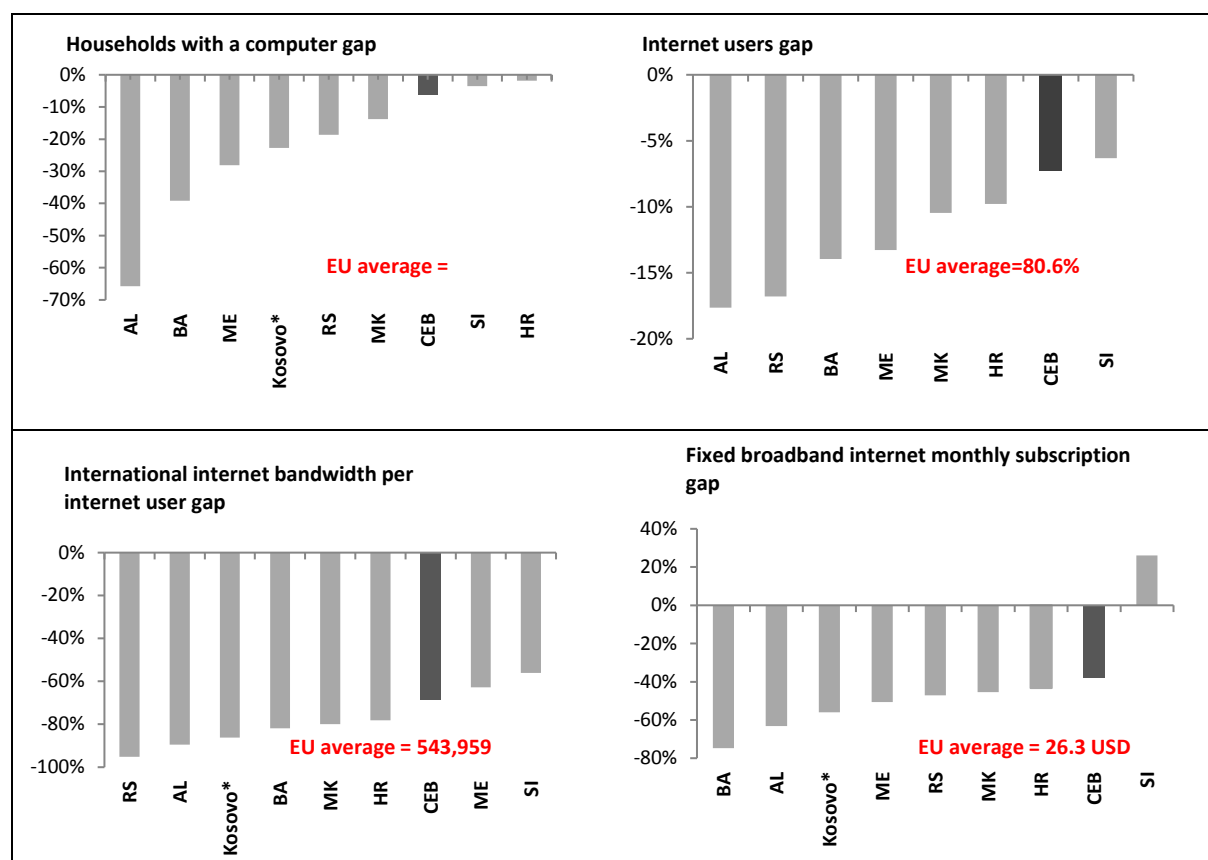 Households with a computer gap
0%
-10%
-20%
-30%
-40%
-50%
-60%
-70%
EU average =
AL
BA
ME
Kosovo*
RS
MK
CEB
SI
HR
Internet users gap
0%
-5%
-10%
-15%
-20%
EU average=80.6%
AL
RS
BA
ME
MK
HR
CEB
SI
International internet bandwidth per
internet user gap
0%
-20%
-40%
-60%
-80%
-100%
EU average = 543,959
RS
AL
Kosovo*
BA
MK
HR
CEB
ME
SI
Fixed broadband internet monthly subscription
gap
40%
20%
0%
-20%
-40%
-60%
-80%
EU average = 26.3 USD
BA
AL
Kosovo*
ME
RS
MK
HR
CEB
SI